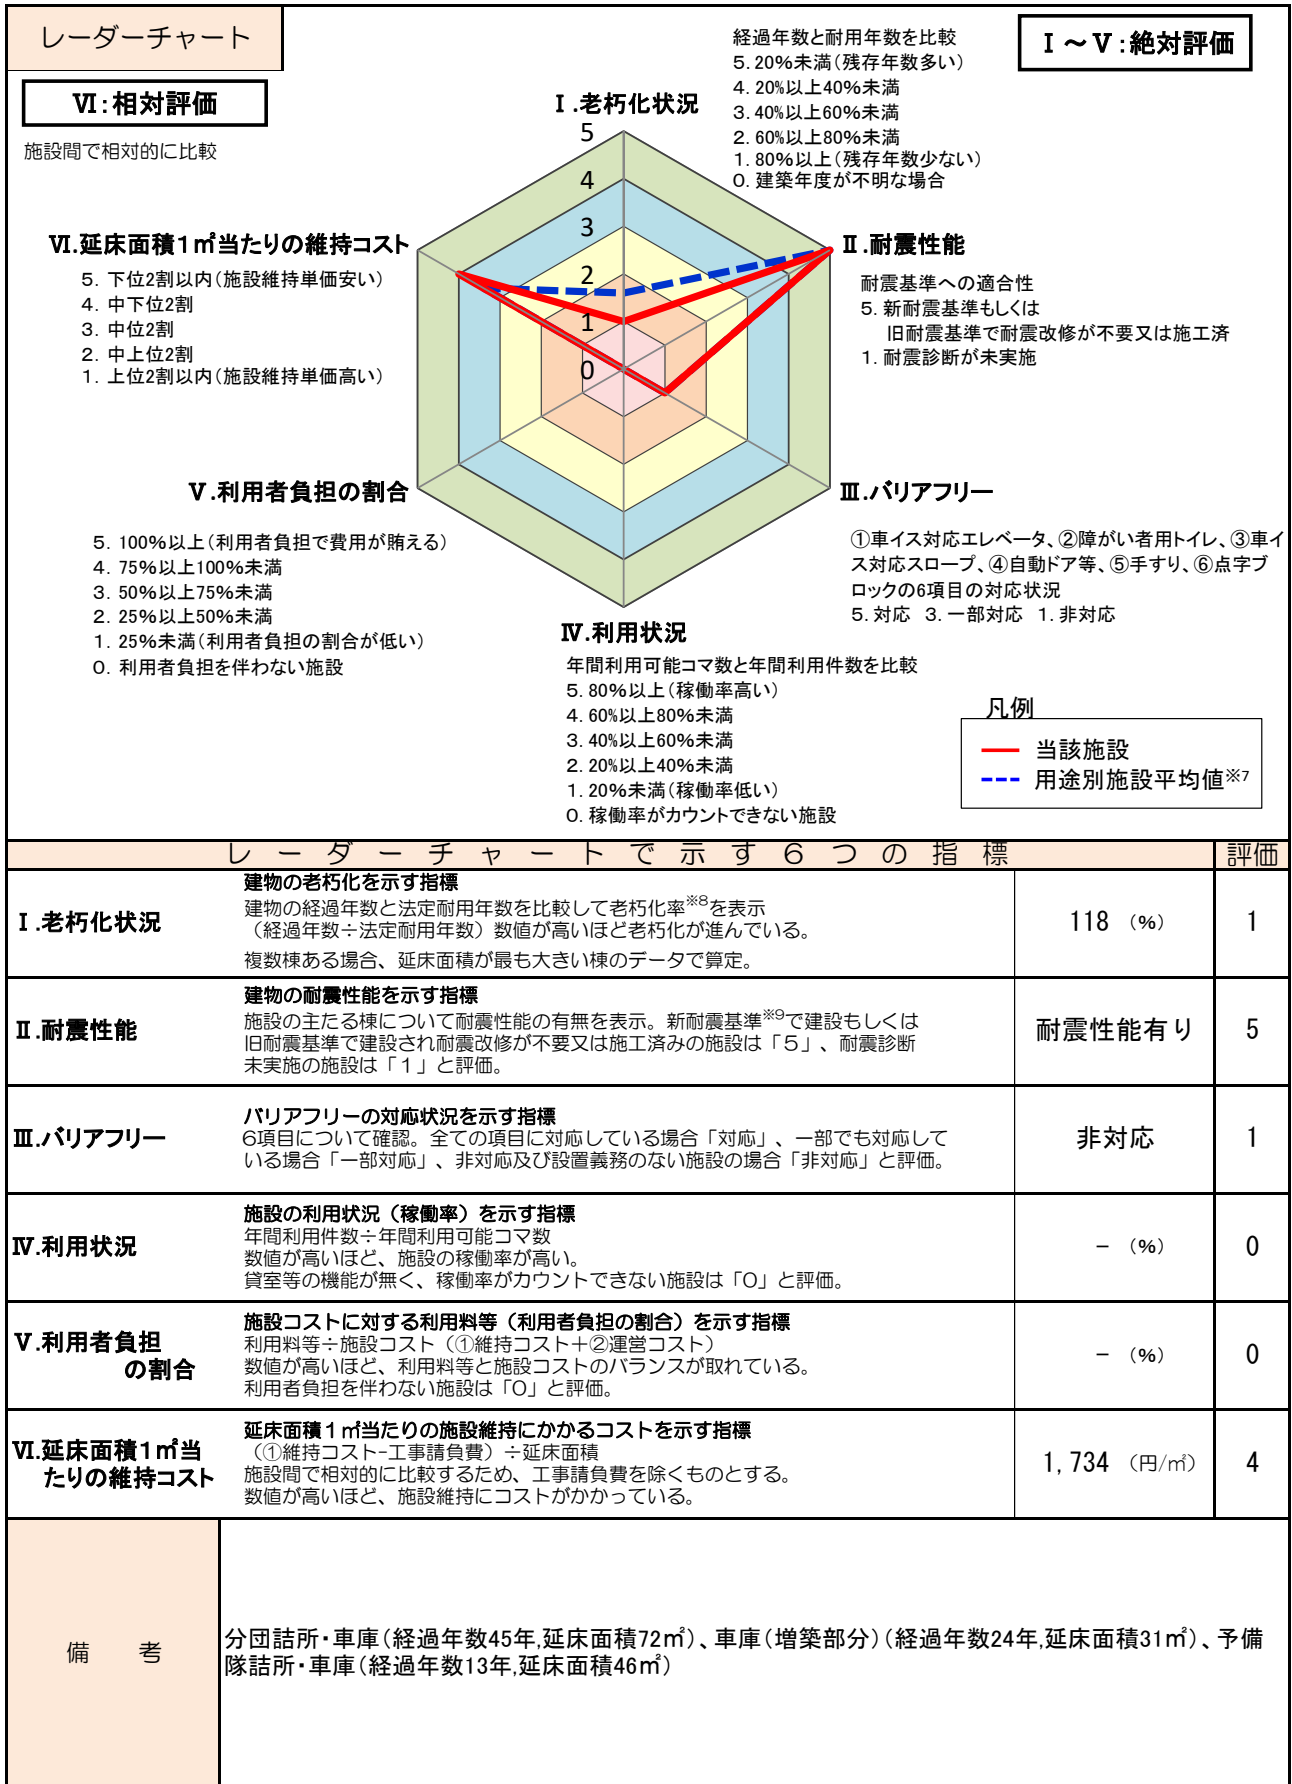 レーダーチャート
Ⅰ～Ⅴ:絶対評価
Ⅵ:相対評価
施設間で相対的に比較
Ⅰ.老朽化状況
経過年数と耐用年数を比較
5.20%未満(残存年数多い)
4.20%以上40%未満
3.40%以上60%未満
2.60%以上80%未満
1.80%以上(残存年数少ない)
0.建築年度が不明な場合
5
4
3
2
1
0
Ⅱ.耐震性能
耐震基準への適合性
5.新耐震基準もしくは
旧耐震基準で耐震改修が不要又は施工済
1.耐震診断が未実施
Ⅵ.延床面積1㎡当たりの維持コスト
5.下位2割以内(施設維持単価安い)
4.中下位2割
3.中位2割
2.中上位2割
1.上位2割以内(施設維持単価高い)
Ⅴ.利用者負担の割合
5.100%以上(利用者負担で費用が賄える)
4.75%以上100%未満
3.50%以上75%未満
2.25%以上50%未満
1.25%未満(利用者負担の割合が低い)
0.利用者負担を伴わない施設
Ⅲ.バリアフリー
①車イス対応エレベータ、②障がい者用トイレ、③車イ
ス対応スロープ、④自動ドア等、⑤手すり、⑥点字ブ
ロックの6項目の対応状況
5.対応 3.一部対応 1.非対応
Ⅳ.利用状況
年間利用可能コマ数と年間利用件数を比較
5.80%以上(稼働率高い)
4.60%以上80%未満
3.40%以上60%未満
2.20%以上40%未満
1.20%未満(稼働率低い)
0.稼働率がカウントできない施設
凡例
当該施設
用途別施設平均値※7
レーダーチャートで示す6つの指標 評価
Ⅰ.老朽化状況
建物の老朽化を示す指標
建物の経過年数と法定耐用年数を比較して老朽化率※8を表示
（経過年数÷法定耐用年数）数値が高いほど老朽化が進んでいる。
複数棟ある場合、延床面積が最も大きい棟のデータで算定。
118 (%) 1
Ⅱ.耐震性能
建物の耐震性能を示す指標
施設の主たる棟について耐震性能の有無を表示。新耐震基準※9で建設もしくは
旧耐震基準で建設され耐震改修が不要又は施工済みの施設は「5」、耐震診断
未実施の施設は「1」と評価。
耐震性能有り 5
Ⅲ.バリアフリー
バリアフリーの対応状況を示す指標
6項目について確認。全ての項目に対応している場合「対応」、一部でも対応して
いる場合「一部対応」、非対応及び設置義務のない施設の場合「非対応」と評価。
非対応 1
Ⅳ.利用状況
施設の利用状況（稼働率）を示す指標
年間利用件数÷年間利用可能コマ数
数値が高いほど、施設の稼働率が高い。
貸室等の機能が無く、稼働率がカウントできない施設は「0」と評価。
－ (%) 0
Ⅴ.利用者負担
の割合
施設コストに対する利用料等（利用者負担の割合）を示す指標
利用料等÷施設コスト（①維持コスト+②運営コスト）
数値が高いほど、利用料等と施設コストのバランスが取れている。
利用者負担を伴わない施設は「0」と評価。
－ (%) 0
Ⅵ.延床面積1㎡当
たりの維持コスト
延床面積1㎡当たりの施設維持にかかるコストを示す指標
（①維持コスト-工事請負費）÷延床面積
施設間で相対的に比較するため、工事請負費を除くものとする。
数値が高いほど、施設維持にコストがかかっている。
1,734 (円/㎡) 4
備 考
分団詰所・車庫(経過年数45年,延床面積72㎡)、車庫(増築部分)(経過年数24年,延床面積31㎡)、予備
隊詰所・車庫(経過年数13年,延床面積46㎡)